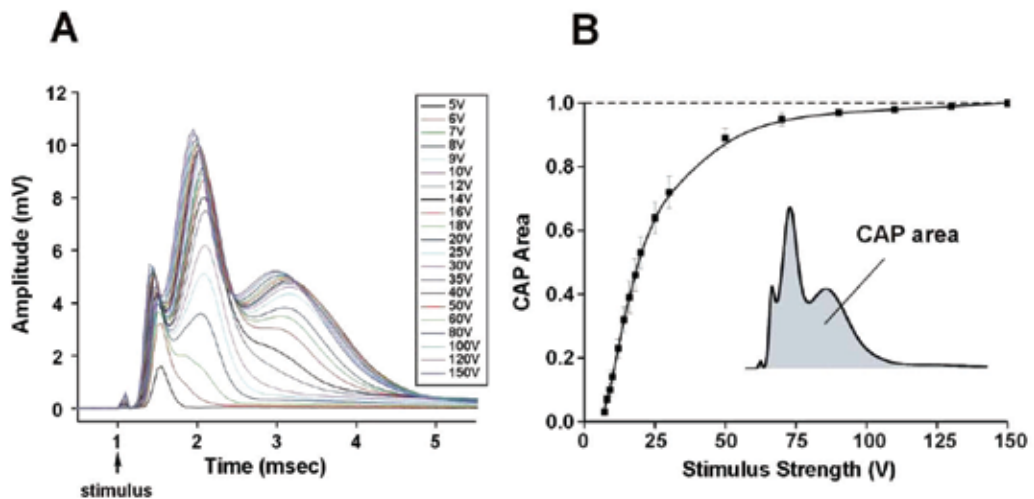 A
Amplitude (mV)
12
10
8
6
4
2
0
1
2
3
4
5
Time (msec)
stimulus
5V
6V
7V
8V
9V
10V
12V
14V
16V
18V
20V
25V
30V
35V
40V
50V
60V
80V
100V
120V
150V
B
CAP Area
1.0
0.8
0.6
0.4
0.2
0.0
CAP area
0
25
50
75
100
125
150
Stimulus Strength (V)